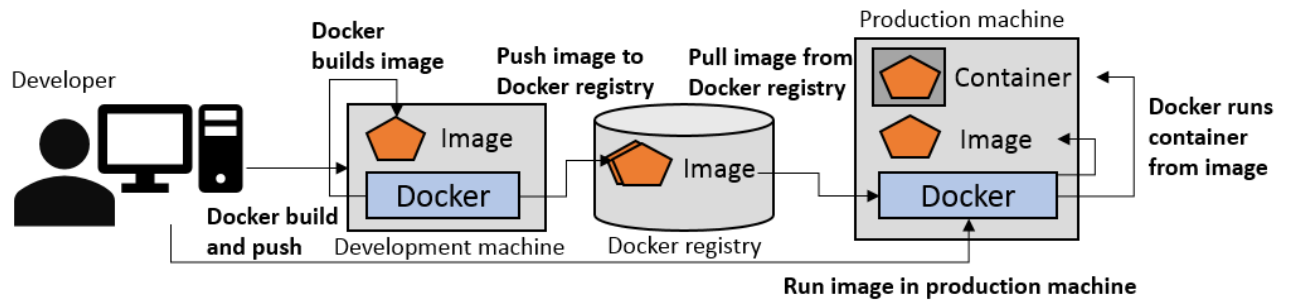 Production machine
Docker
builds image
Push image to
Docker registry
Pull image from
Docker registry
Developer
Container
Docker runs
container
from image
Image
Image
Image
Docker
Docker
Docker build
and push
Development machine
Docker registry
Run image in production machine